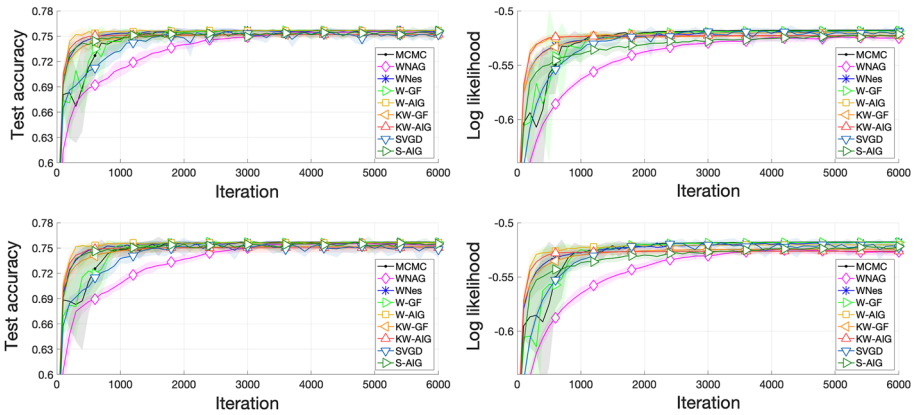 Test accuracy
0.78
0.75
0.72
0.69
0.66
0.63
0.6
0 1000 2000 3000 4000 5000 6000
Iteration
MCMC
WNAG
WNes
W-GF
W-AIG
KW-GF
KW-AIG
SVGD
S-AIG
Log likelihood
-0.5
-0.55
-0.6
0 1000 2000 3000 4000 5000 6000
Iteration
MCMC
WNAG
WNes
W-GF
W-AIG
KW-GF
KW-AIG
SVGD
S-AIG
Test accuracy
0.78
0.75
0.72
0.69
0.66
0.63
0.6
0 1000 2000 3000 4000 5000 6000
Iteration
MCMC
WNAG
WNes
W-GF
W-AIG
KW-GF
KW-AIG
SVGD
S-AIG
Log likelihood
-0.5
-0.55
-0.6
0 1000 2000 3000 4000 5000 6000
Iteration
MCMC
WNAG
WNes
W-GF
W-AIG
KW-GF
KW-AIG
SVGD
S-AIG